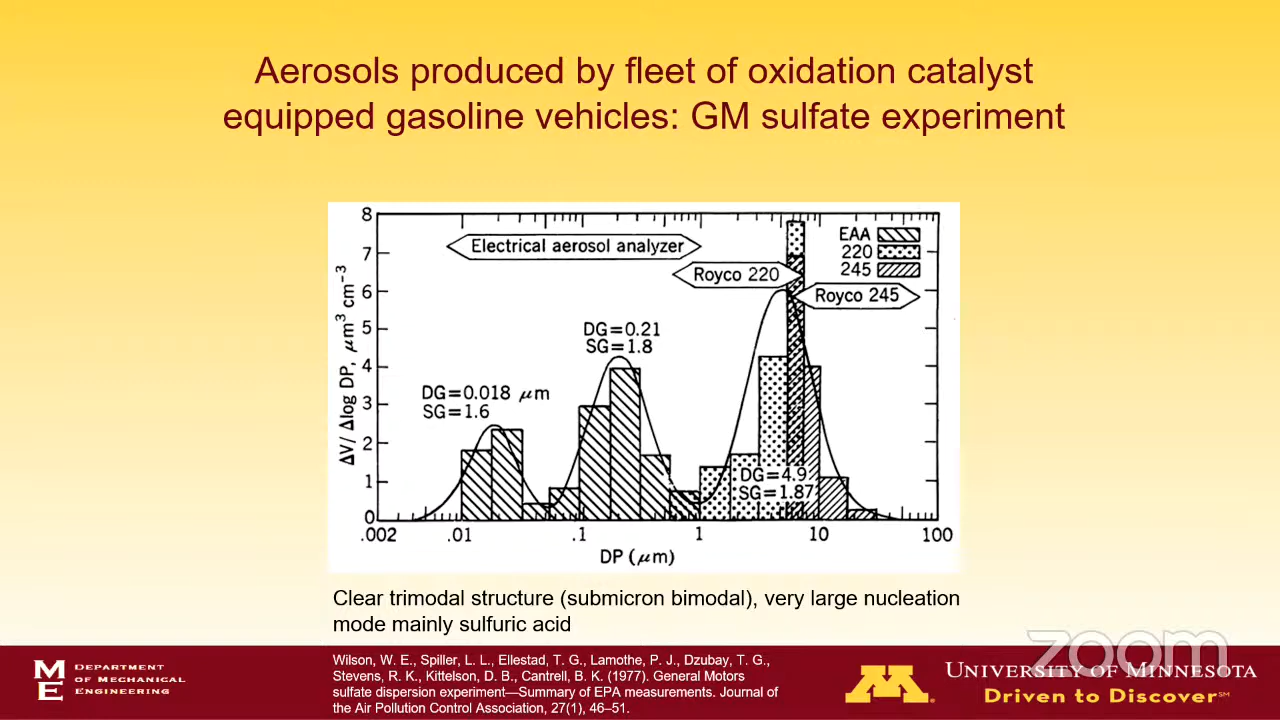 Aerosols produced by fleet of oxidation catalyst
equipped gasoline vehicles: GM sulfate experiment
8
7
6
5
4
3
2
1
0
ΔV/Δlog DP, μm³ cm⁻³
Electrical aerosol analyzer
EAA
220
245
Royco 220
Royco 245
DG=0.21
SG=1.8
DG=0.018 μm
SG=1.6
DG=4.9
SG=1.87
.002 .01 .1 1 10 100
DP (μm)
Clear trimodal structure (submicron bimodal), very large nucleation
mode mainly sulfuric acid
zoom
ME
DEPARTMENT
OF MECHANICAL
ENGINEERING
Wilson, W. E., Spiller, L. L., Ellestad, T. G., Lamothe, P. J., Dzubay, T. G.,
Stevens, R. K., Kittelson, D. B., Cantrell, B. K. (1977). General Motors
sulfate dispersion experiment—Summary of EPA measurements. Journal of
the Air Pollution Control Association, 27(1), 46–51.
M
UNIVERSITY OF MINNESOTA
Driven to Discover℠